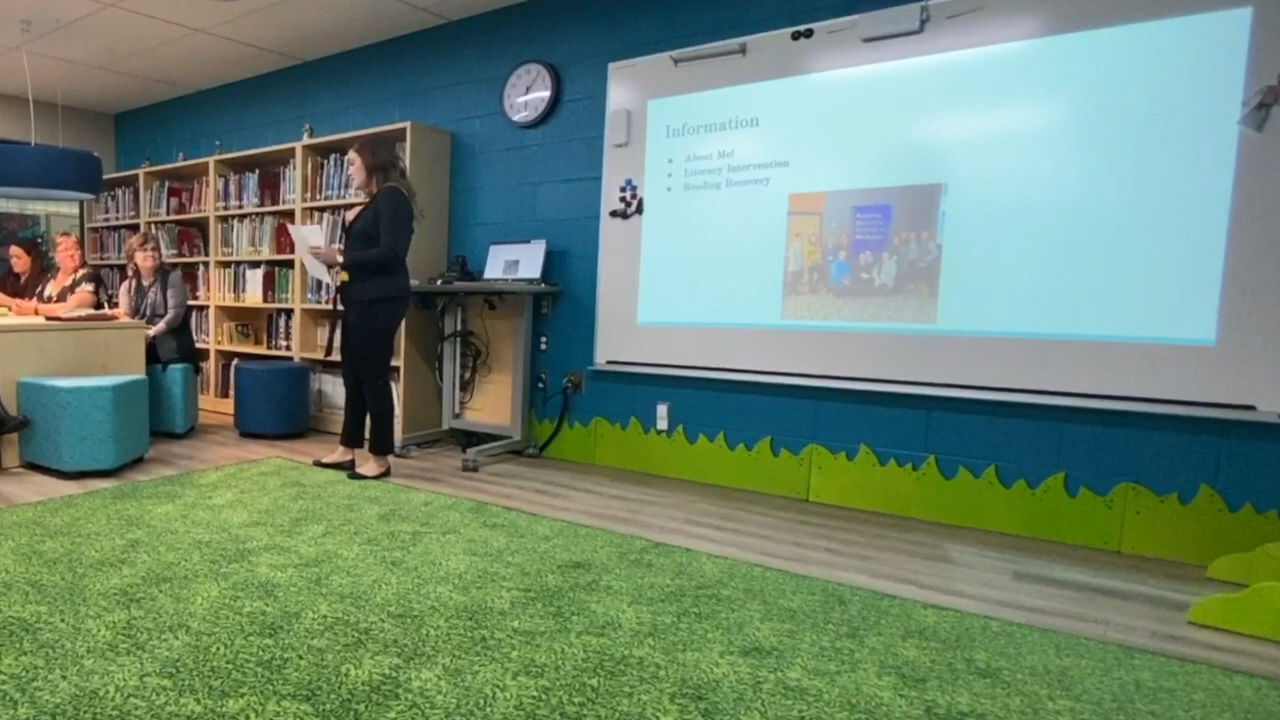 Information
About Me!
Literacy Intervention
Reading Recovery